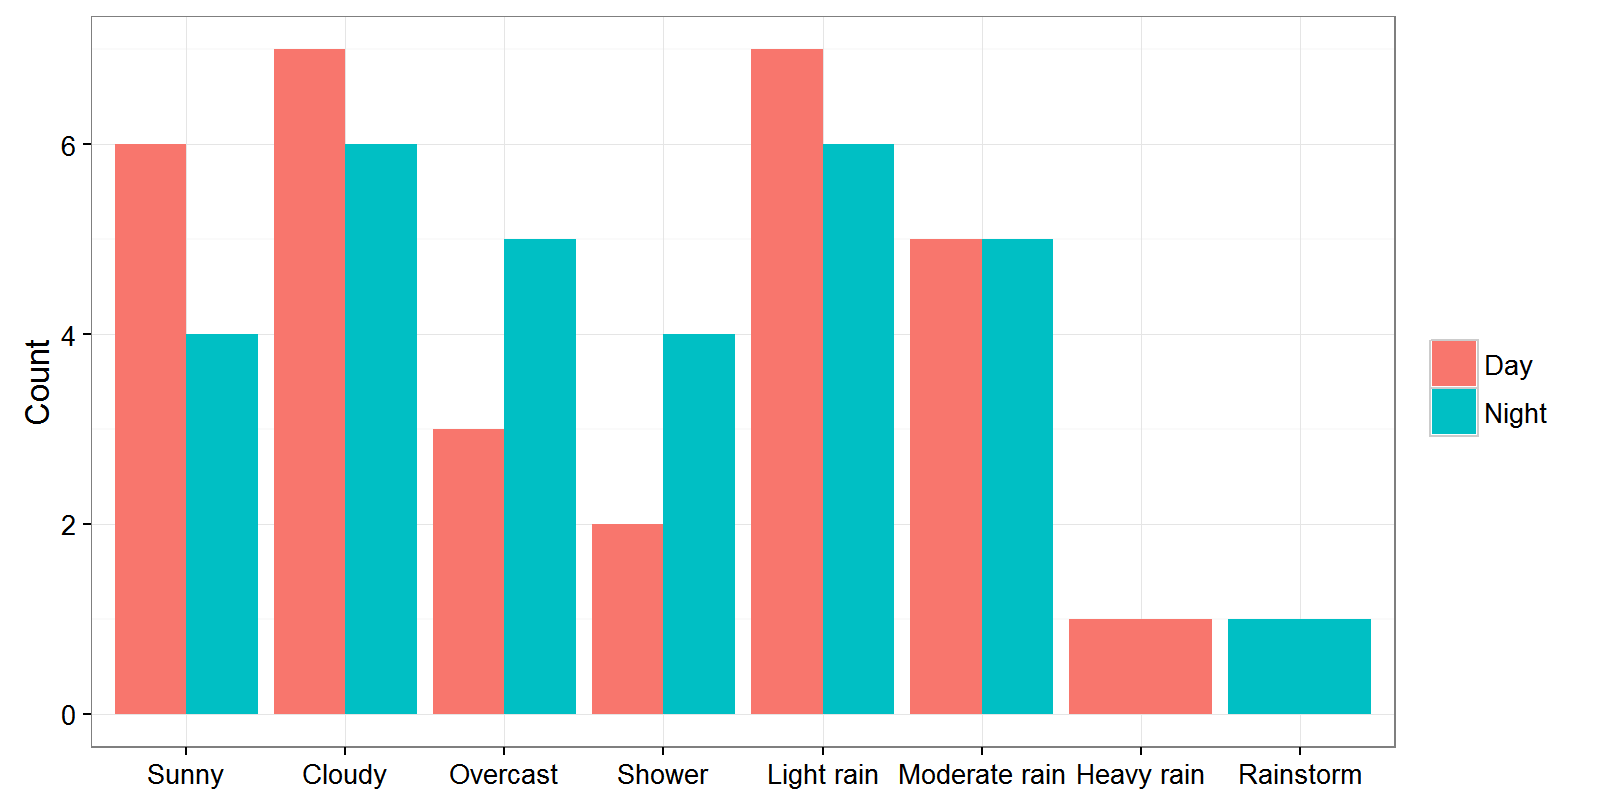 Count
6
4
2
0
Sunny Cloudy Overcast Shower Light rain Moderate rain Heavy rain Rainstorm
Day
Night